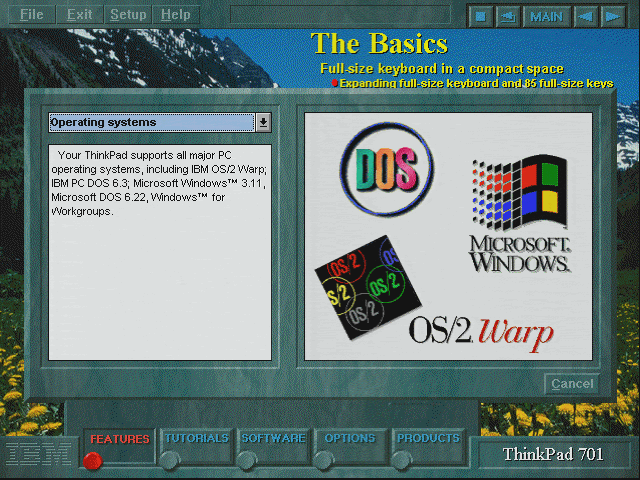 File Exit Setup Help
MAIN
The Basics
Full-size keyboard in a compact space
Expanding full-size keyboard and 85 full-size keys
Operating systems
Your ThinkPad supports all major PC
operating systems, including IBM OS/2 Warp;
IBM PC DOS 6.3; Microsoft Windows™ 3.11,
Microsoft DOS 6.22, Windows™ for
Workgroups.
DOS
MICROSOFT.
WINDOWS.
OS/2
OS/2
OS/2
OS/2
OS/2
OS/2 Warp
Cancel
IBM
FEATURES
TUTORIALS
SOFTWARE
OPTIONS
PRODUCTS
ThinkPad 701